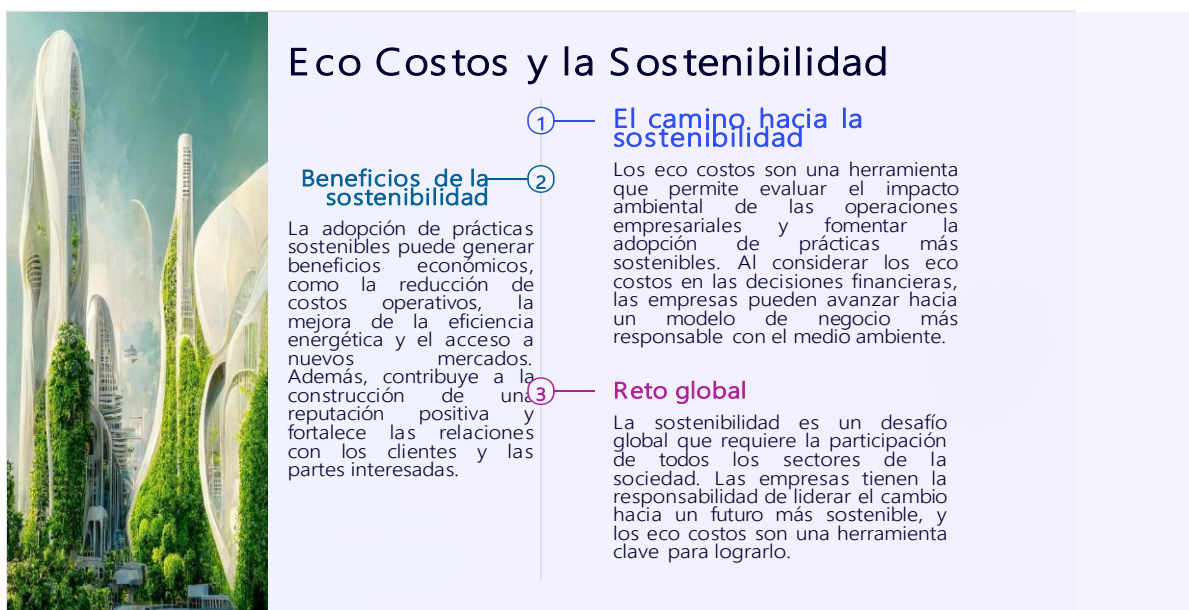 Eco Costos y la Sostenibilidad
1
El camino hacia la
sostenibilidad
Los eco costos son una herramienta
que permite evaluar el impacto
ambiental de las operaciones
empresariales y fomentar la
adopción de prácticas más
sostenibles. Al considerar los eco
costos en las decisiones financieras,
las empresas pueden avanzar hacia
un modelo de negocio más
responsable con el medio ambiente.
Beneficios de la
sostenibilidad
2
La adopción de prácticas
sostenibles puede generar
beneficios económicos,
como la reducción de
costos operativos, la
mejora de la eficiencia
energética y el acceso a
nuevos mercados.
Además, contribuye a la
construcción de una
reputación positiva y
fortalece las relaciones
con los clientes y las
partes interesadas.
3
Reto global
La sostenibilidad es un desafío
global que requiere la participación
de todos los sectores de la
sociedad. Las empresas tienen la
responsabilidad de liderar el cambio
hacia un futuro más sostenible, y
los eco costos son una herramienta
clave para lograrlo.